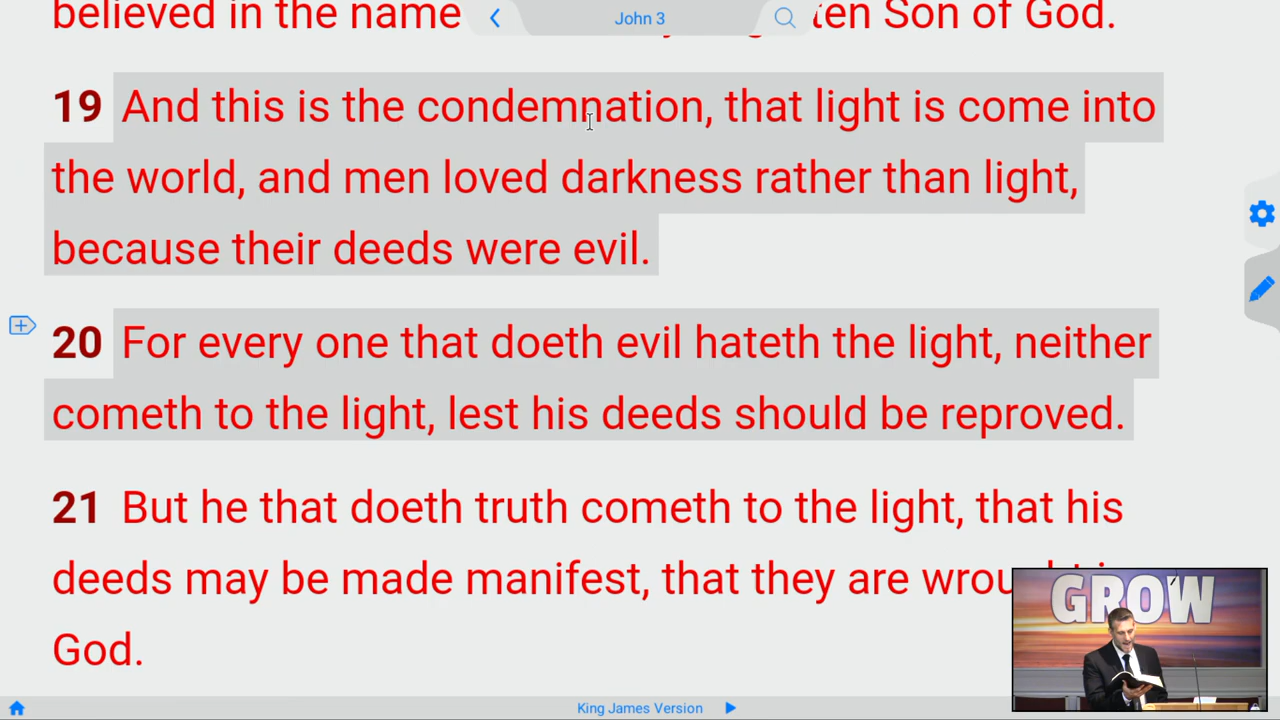 John 3
believed in the name ten Son of God.
19 And this is the condemnation, that light is come into
the world, and men loved darkness rather than light,
because their deeds were evil.
20 For every one that doeth evil hateth the light, neither
cometh to the light, lest his deeds should be reproved.
21 But he that doeth truth cometh to the light, that his
deeds may be made manifest, that they are
God.
GROW
King James Version